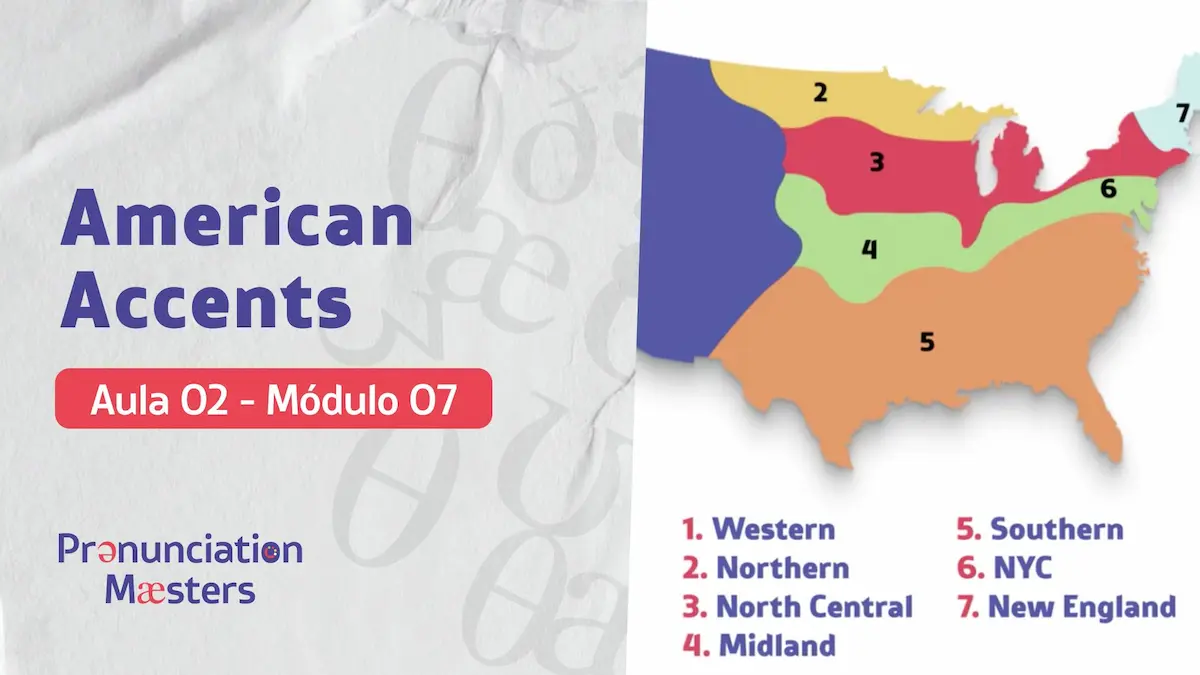 American
Accents
Aula 02 - Módulo 07
Prənunciation
Mæsters
2
3
4
5
6
7
1. Western
2. Northern
3. North Central
4. Midland
5. Southern
6. NYC
7. New England